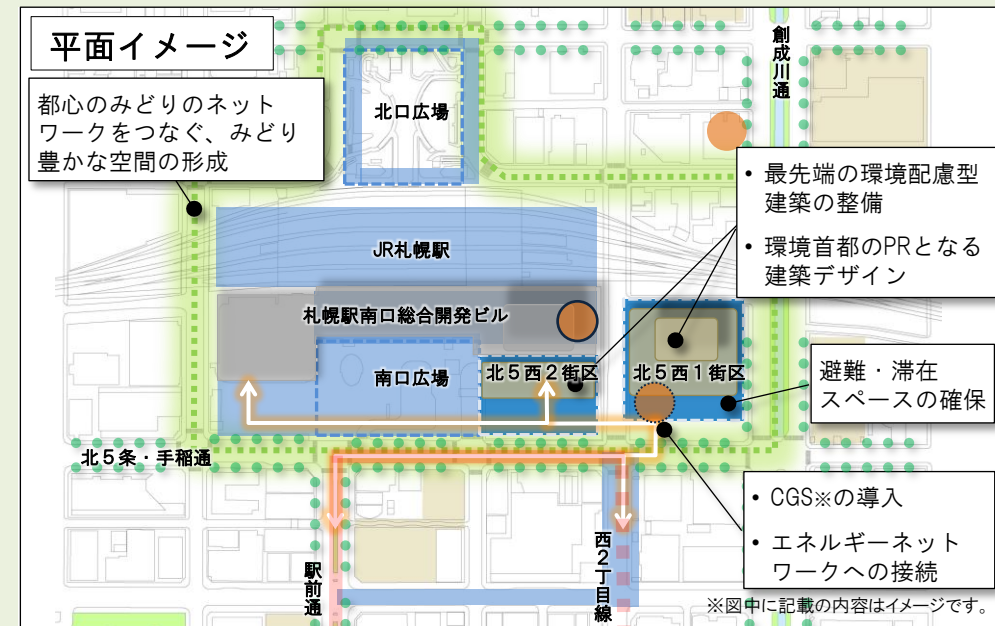 平面イメージ
都心のみどりのネット
ワークをつなぐ、みどり
豊かな空間の形成
北口広場
創成川通
• 最先端の環境配慮型
建築の整備
• 環境首都のPRとなる
建築デザイン
JR札幌駅
札幌駅南口総合開発ビル
南口広場
北5西2街区
北5西1街区
避難・滞在
スペースの確保
北5条・手稲通
• CGS※の導入
• エネルギーネット
ワークへの接続
駅前通
西2丁目線
※図中に記載の内容はイメージです。